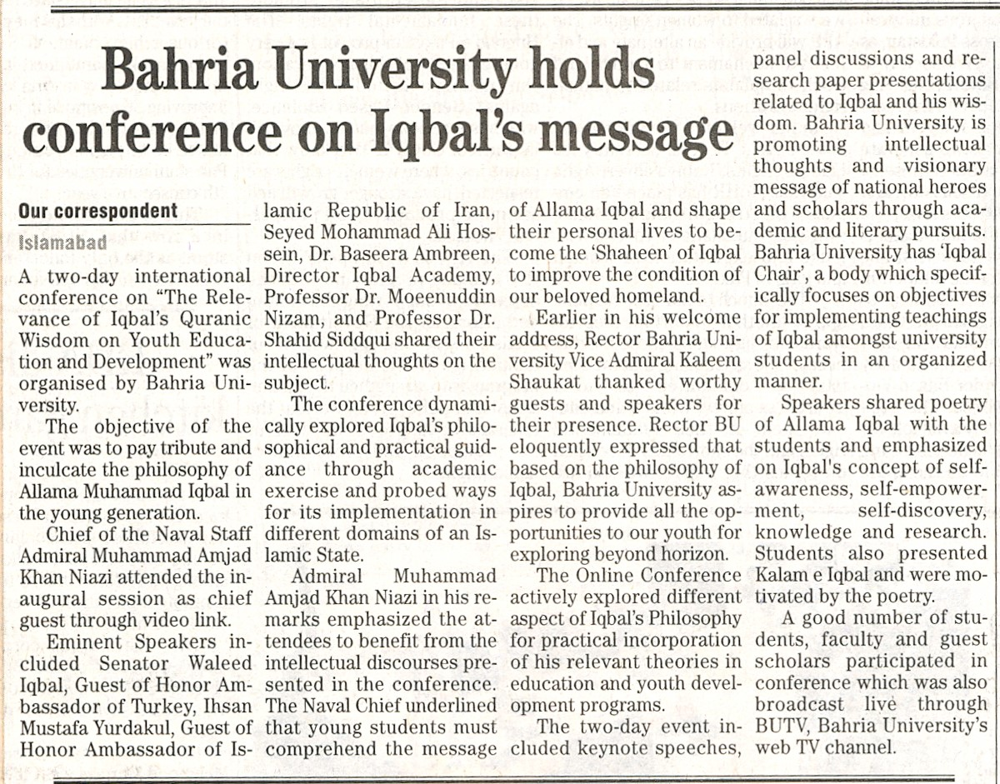 Bahria University holds
conference on Iqbal's message
Our correspondent
Islamabad
A two-day international
conference on “The Rele-
vance of Iqbal's Quranic
Wisdom on Youth Educa-
tion and Development” was
organised by Bahria Uni-
versity.
The objective of the
event was to pay tribute and
inculcate the philosophy of
Allama Muhammad Iqbal in
the young generation.
Chief of the Naval Staff
Admiral Muhammad Amjad
Khan Niazi attended the in-
augural session as chief
guest through video link.
Eminent Speakers in-
cluded Senator Waleed
Iqbal, Guest of Honor Am-
bassador of Turkey, Ihsan
Mustafa Yurdakul, Guest of
Honor Ambassador of Is-
lamic Republic of Iran,
Seyed Mohammad Ali Hos-
sein, Dr. Baseera Ambreen,
Director Iqbal Academy,
Professor Dr. Moeenuddin
Nizam, and Professor Dr.
Shahid Siddqui shared their
intellectual thoughts on the
subject.
The conference dynami-
cally explored Iqbal's philo-
sophical and practical guid-
ance through academic
exercise and probed ways
for its implementation in
different domains of an Is-
lamic State.
Admiral Muhammad
Amjad Khan Niazi in his re-
marks emphasized the at-
tendees to benefit from the
intellectual discourses pre-
sented in the conference.
The Naval Chief underlined
that young students must
comprehend the message
of Allama Iqbal and shape
their personal lives to be-
come the ‘Shaheen’ of Iqbal
to improve the condition of
our beloved homeland.
Earlier in his welcome
address, Rector Bahria Uni-
versity Vice Admiral Kaleem
Shaukat thanked worthy
guests and speakers for
their presence. Rector BU
eloquently expressed that
based on the philosophy of
Iqbal, Bahria University as-
pires to provide all the op-
portunities to our youth for
exploring beyond horizon.
The Online Conference
actively explored different
aspect of Iqbal's Philosophy
for practical incorporation
of his relevant theories in
education and youth devel-
opment programs.
The two-day event in-
cluded keynote speeches,
panel discussions and re-
search paper presentations
related to Iqbal and his wis-
dom. Bahria University is
promoting intellectual
thoughts and visionary
message of national heroes
and scholars through aca-
demic and literary pursuits.
Bahria University has ‘Iqbal
Chair’, a body which specif-
ically focuses on objectives
for implementing teachings
of Iqbal amongst university
students in an organized
manner.
Speakers shared poetry
of Allama Iqbal with the
students and emphasized
on Iqbal's concept of self-
awareness, self-empower-
ment, self-discovery,
knowledge and research.
Students also presented
Kalam e Iqbal and were mo-
tivated by the poetry.
A good number of stu-
dents, faculty and guest
scholars participated in
conference which was also
broadcast live through
BUTV, Bahria University's
web TV channel.